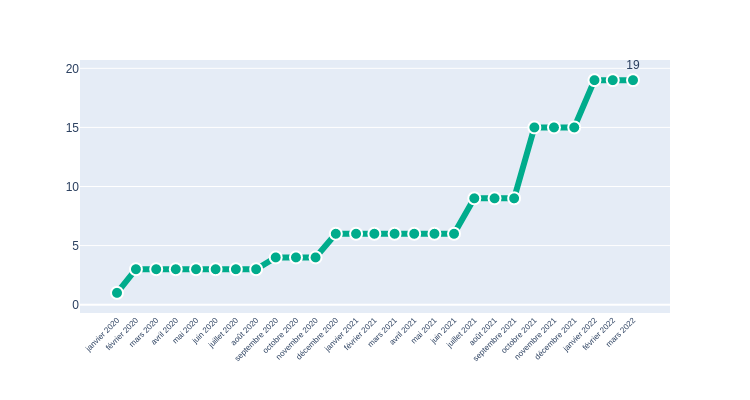 19
20
15
10
5
0
janvier 2020
février 2020
mars 2020
avril 2020
mai 2020
juin 2020
juillet 2020
août 2020
septembre 2020
octobre 2020
novembre 2020
décembre 2020
janvier 2021
février 2021
mars 2021
avril 2021
mai 2021
juin 2021
juillet 2021
août 2021
septembre 2021
octobre 2021
novembre 2021
décembre 2021
janvier 2022
février 2022
mars 2022